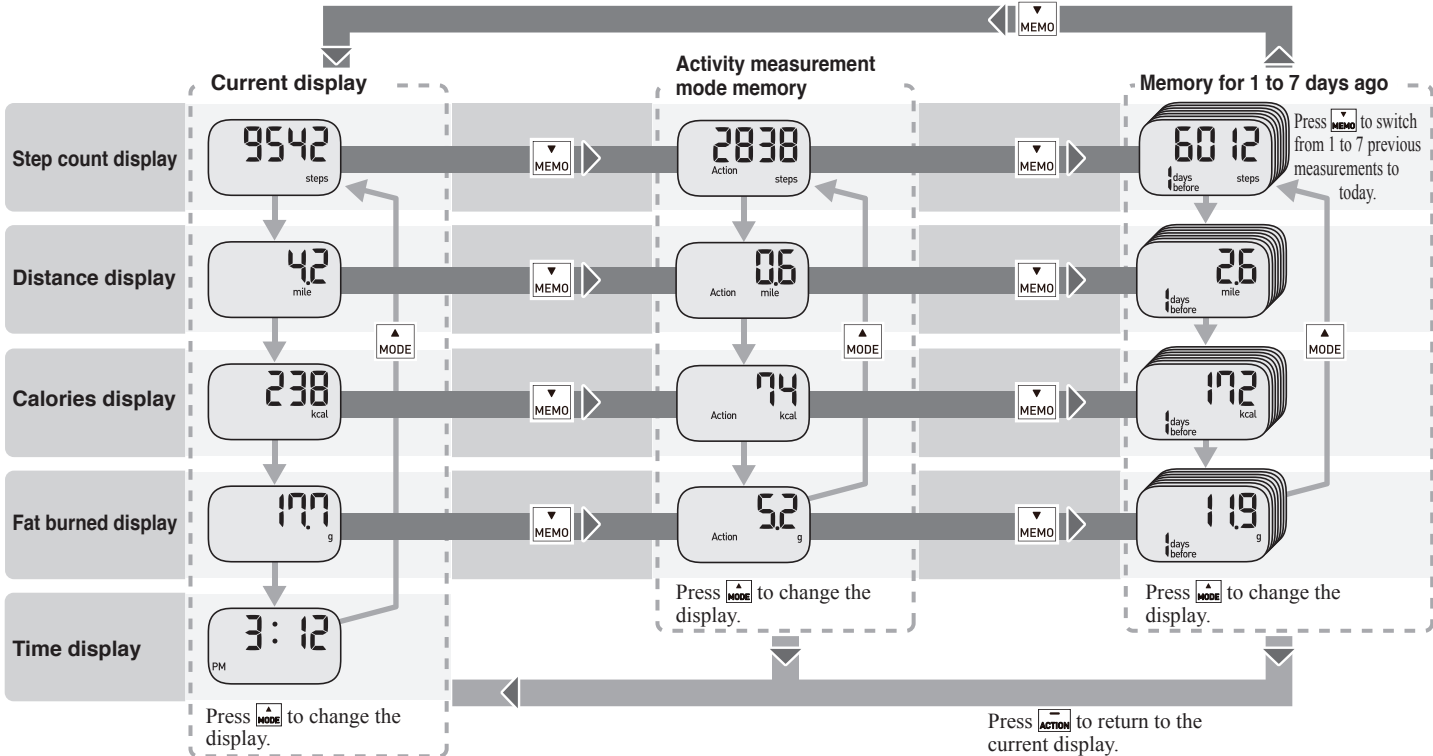 ▼
MEMO
Current display
Activity measurement
mode memory
Memory for 1 to 7 days ago
Step count display
9542
steps
▼
MEMO
2838
Action
steps
▼
MEMO
6012
1 days
before
steps
Press ▼ MEMO to switch
from 1 to 7 previous
measurements to
today.
Distance display
4.2
mile
▼
MEMO
0.6
Action
mile
▼
MEMO
2.6
mile
1 days
before
▲
MODE
▲
MODE
▲
MODE
Calories display
238
kcal
▼
MEMO
74
Action
kcal
▼
MEMO
172
kcal
1 days
before
Fat burned display
17.7
g
▼
MEMO
5.2
Action
g
▼
MEMO
11.9
1 days
before
g
Press ▲ MODE to change the
display.
Press ▲ MODE to change the
display.
Time display
3:12
PM
Press ▲ MODE to change the
display.
Press ACTION to return to the
current display.